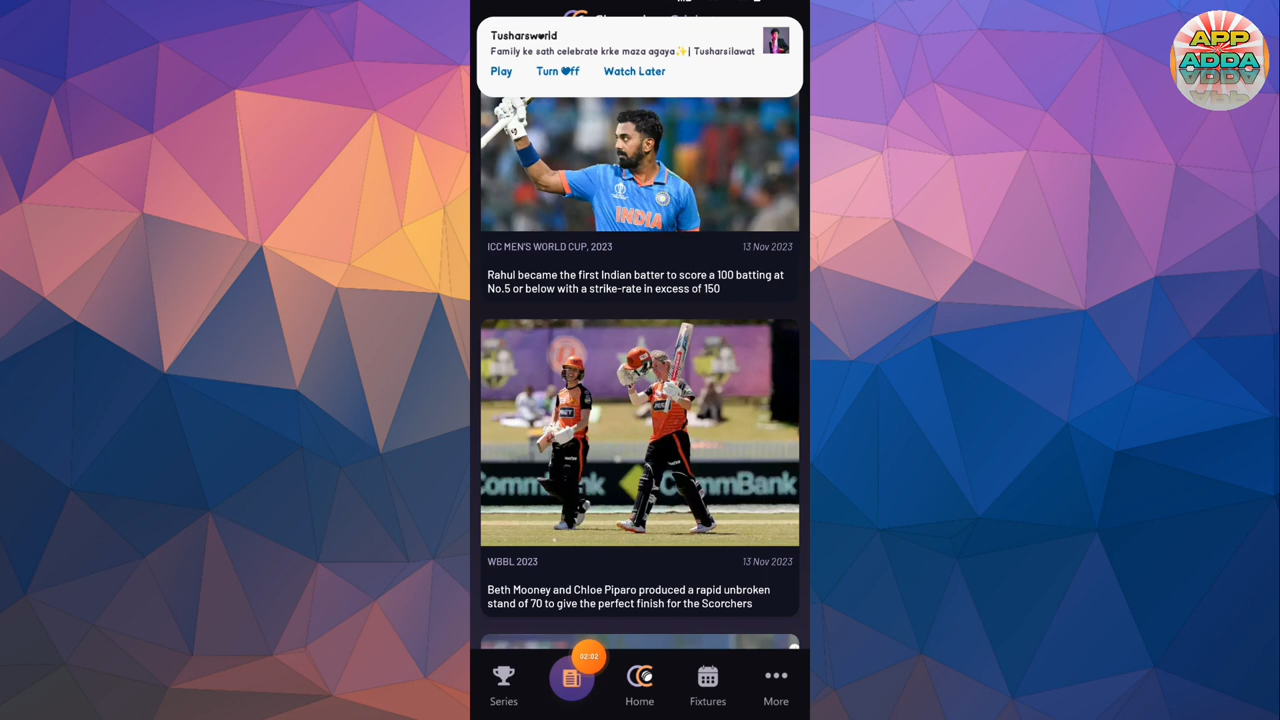 Tusharsw♥rld
Family ke sath celebrate krke maza agaya✨| Tusharsilawat
Play Turn ♥ff Watch Later
APP
ADDA
INDIA
ICC MEN'S WORLD CUP, 2023 13 Nov 2023
Rahul became the first Indian batter to score a 100 batting at
No.5 or below with a strike-rate in excess of 150
CommBank
WBBL 2023 13 Nov 2023
Beth Mooney and Chloe Piparo produced a rapid unbroken
stand of 70 to give the perfect finish for the Scorchers
02:02
Series Home Fixtures More